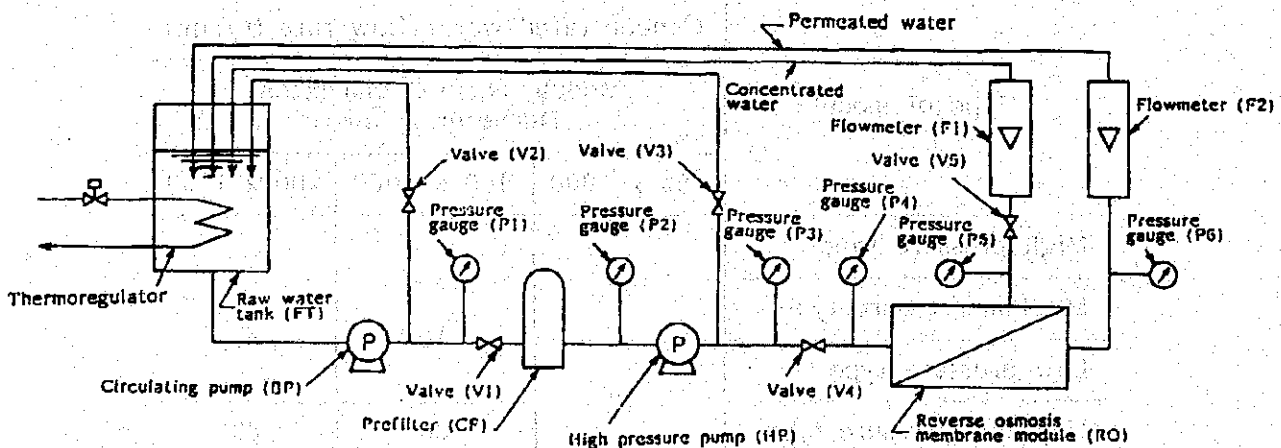 Permeated water
Concentrated
water
Flowmeter (F1)
Flowmeter (F2)
Valve (V2)
Valve (V3)
Valve (V5)
Pressure
gauge (P1)
Pressure
gauge (P2)
Pressure
gauge (P3)
Pressure
gauge (P4)
Pressure
gauge (P5)
Pressure
gauge (P6)
Thermoregulator
Raw water
tank (FT)
P
P
Circulating pump (BP)
Valve (V1)
Prefilter (CF)
High pressure pump (HP)
Valve (V4)
Reverse osmosis
membrane module (RO)